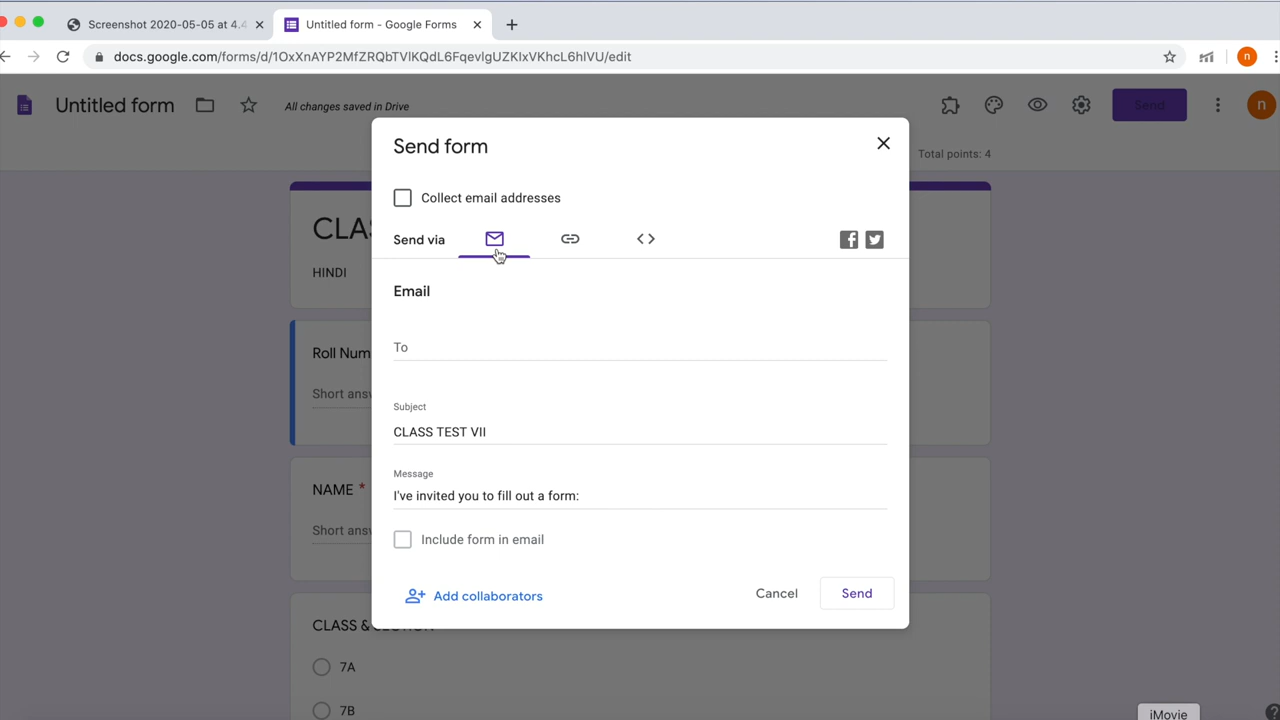 Screenshot 2020-05-05 at 4.4
Untitled form - Google Forms
docs.google.com/forms/d/1OxXnAYP2MfZRQbTVlKQdL6FqevlgUZKIxVKhcL6hlVU/edit
n
Untitled form
All changes saved in Drive
Send
n
Send form
Total points: 4
Collect email addresses
CLAS
Send via
HINDI
Email
To
Roll Num
Short answ
Subject
CLASS TEST VII
Message
NAME *
I've invited you to fill out a form:
Short answ
Include form in email
Add collaborators
Cancel
Send
CLASS & SECTION
7A
7B
iMovie